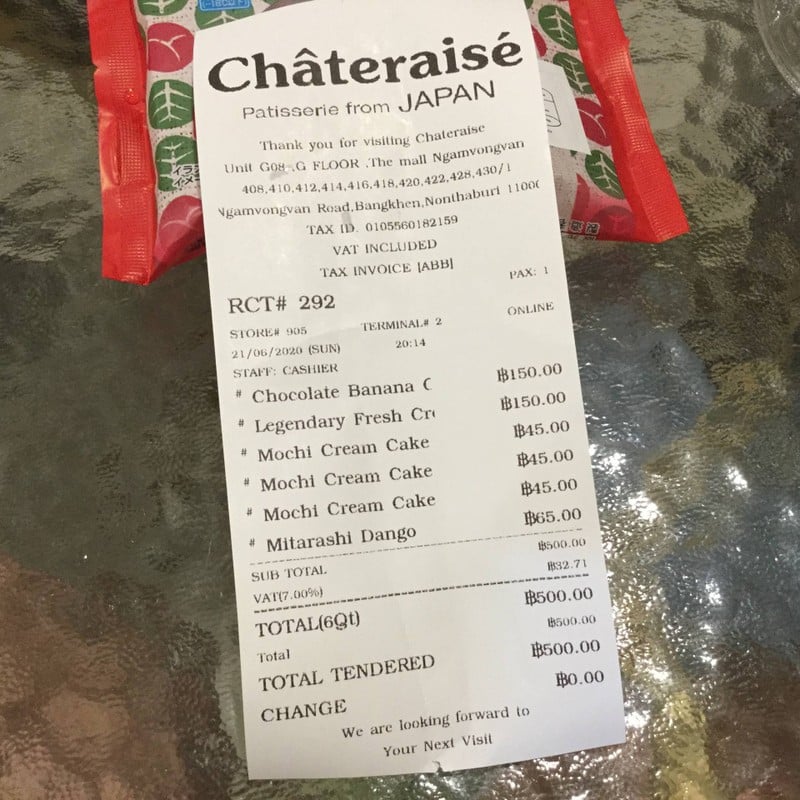 Châteraisé
Patisserie from JAPAN
Thank you for visiting Chateraise
Unit G08-.G FLOOR .The mall Ngamvongvan
408,410,412,414,416,418,420,422,428,430/1
Ngamvongvan Road,Bangkhen,Nonthaburi 11000
TAX ID. 0105560182159
VAT INCLUDED
TAX INVOICE [ABB]
PAX: 1
RCT# 292
ONLINE
STORE# 905 TERMINAL# 2
21/06/2020 (SUN) 20:14
STAFF: CASHIER
# Chocolate Banana C ฿150.00
# Legendary Fresh Cre ฿150.00
# Mochi Cream Cake ฿45.00
# Mochi Cream Cake ฿45.00
# Mochi Cream Cake ฿45.00
# Mitarashi Dango ฿65.00
SUB TOTAL ฿500.00
VAT(7.00%) ฿32.71
TOTAL(6Qt) ฿500.00
Total ฿500.00
TOTAL TENDERED ฿500.00
CHANGE ฿0.00
We are looking forward to
Your Next Visit